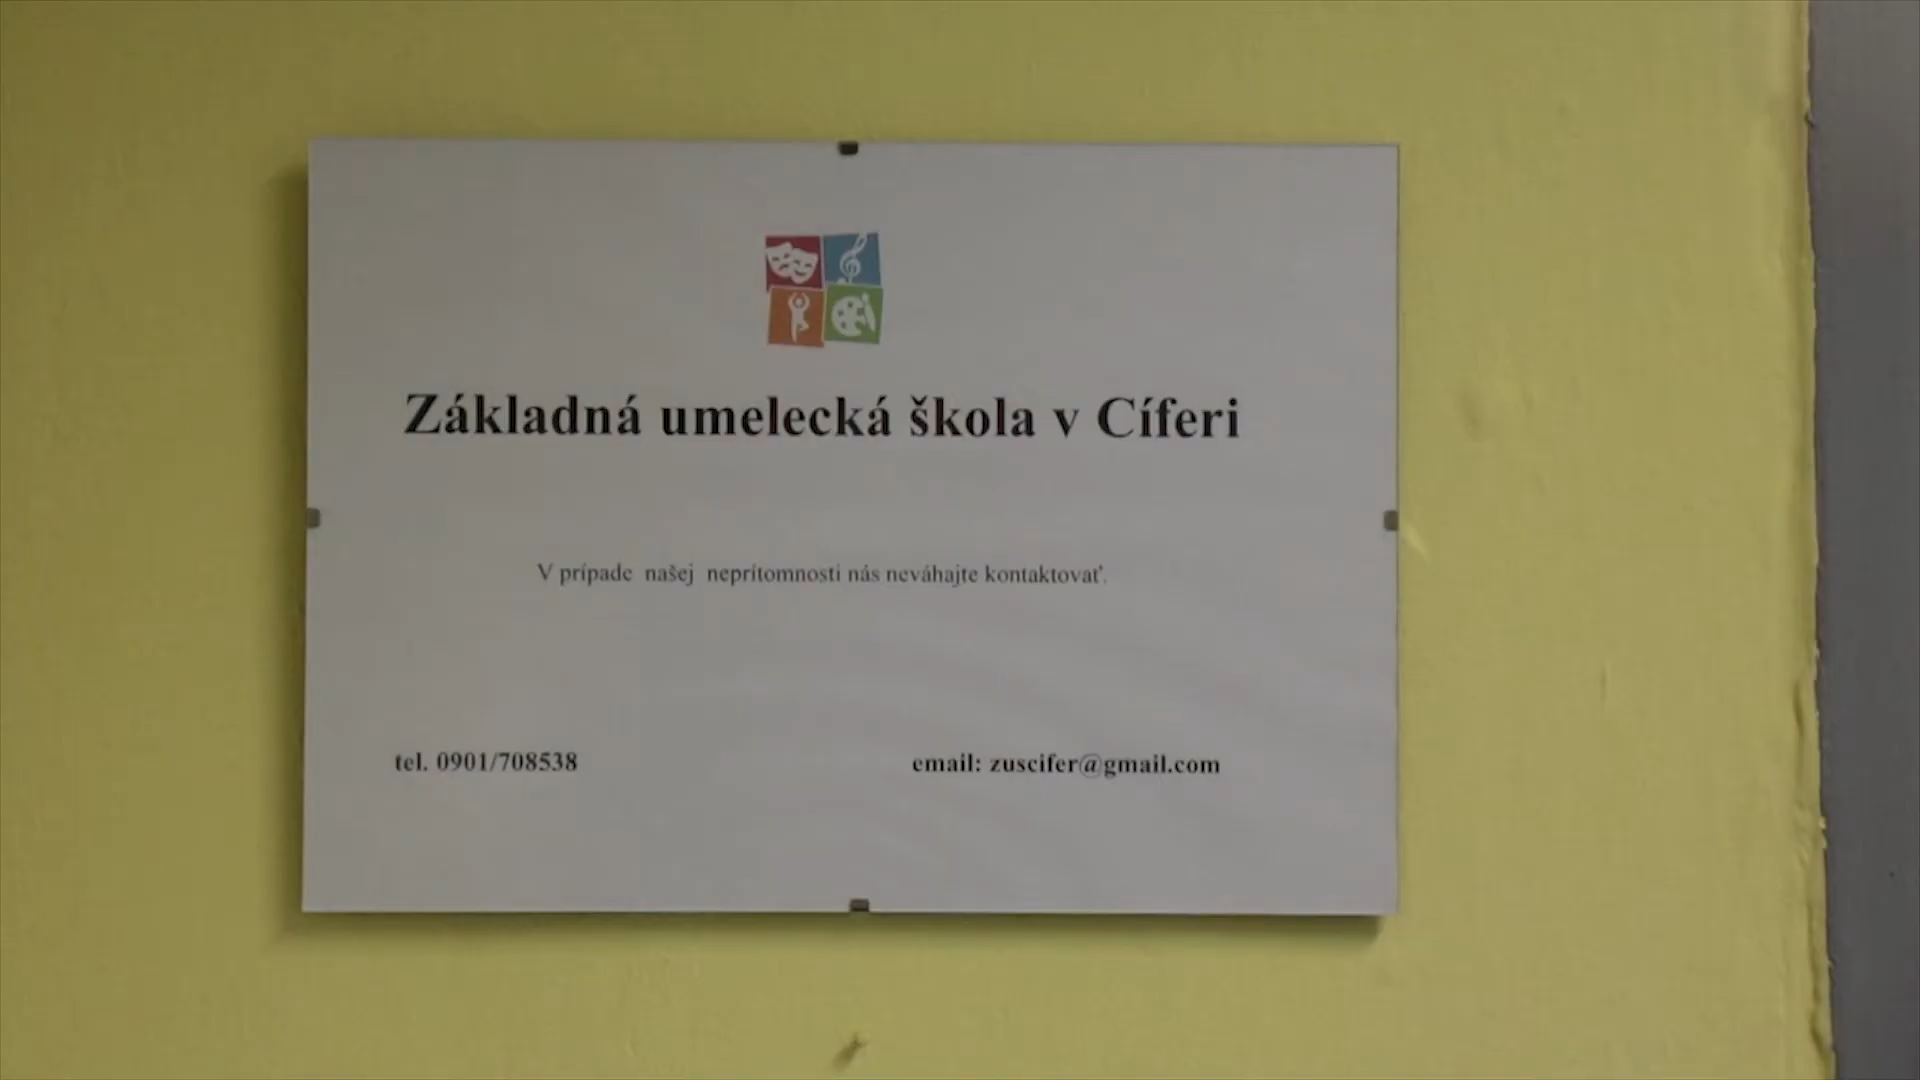 Základná umelecká škola v Cíferi
V prípade našej neprítomnosti nás neváhajte kontaktovať.
tel. 0901/708538 email: zuscifer@gmail.com